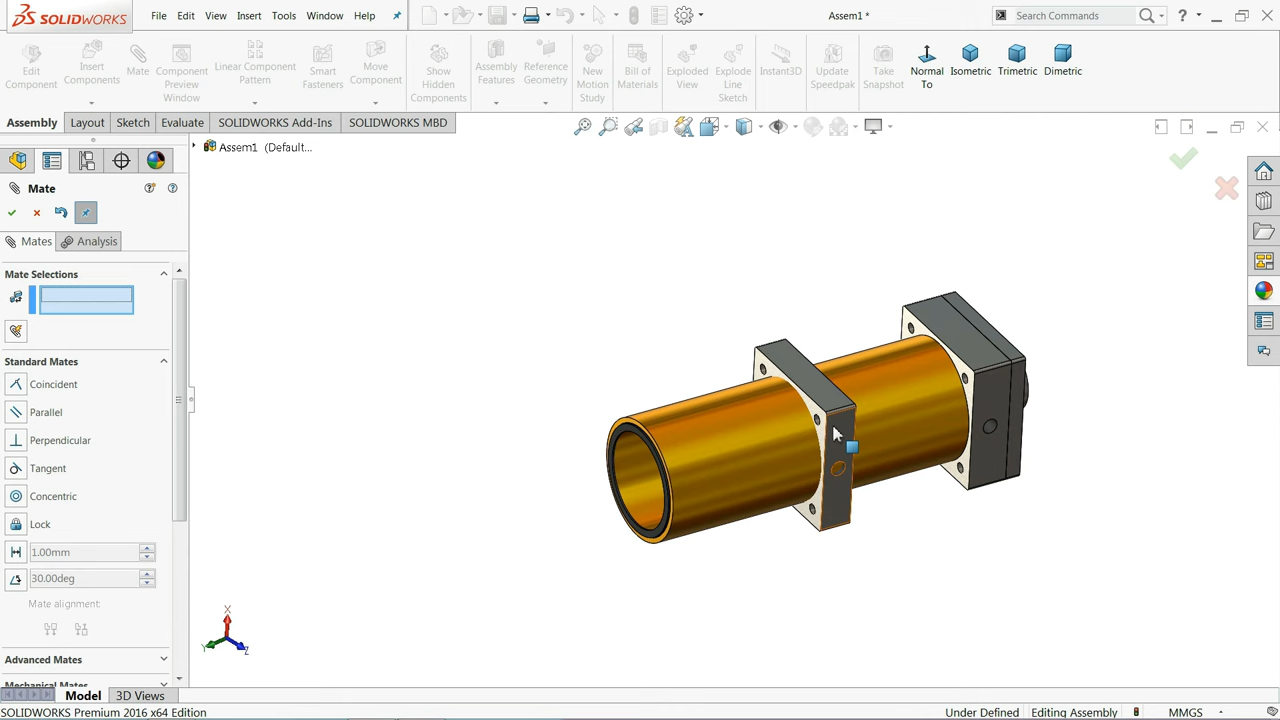 SOLIDWORKS
File Edit View Insert Tools Window Help
Assem1 *
Search Commands
Edit Component
Insert Components
Mate
Component Preview Window
Linear Component Pattern
Smart Fasteners
Move Component
Show Hidden Components
Assembly Features
Reference Geometry
New Motion Study
Bill of Materials
Exploded View
Explode Line Sketch
Instant3D
Update Speedpak
Take Snapshot
Normal To
Isometric
Trimetric
Dimetric
Assembly Layout Sketch Evaluate SOLIDWORKS Add-Ins SOLIDWORKS MBD
Assem1 (Default...
Mate
Mates Analysis
Mate Selections
Standard Mates
Coincident
Parallel
Perpendicular
Tangent
Concentric
Lock
1.00mm
30.00deg
Mate alignment:
Advanced Mates
Mechanical Mates
X
Y
Z
Model 3D Views
SOLIDWORKS Premium 2016 x64 Edition
Under Defined Editing Assembly MMGS